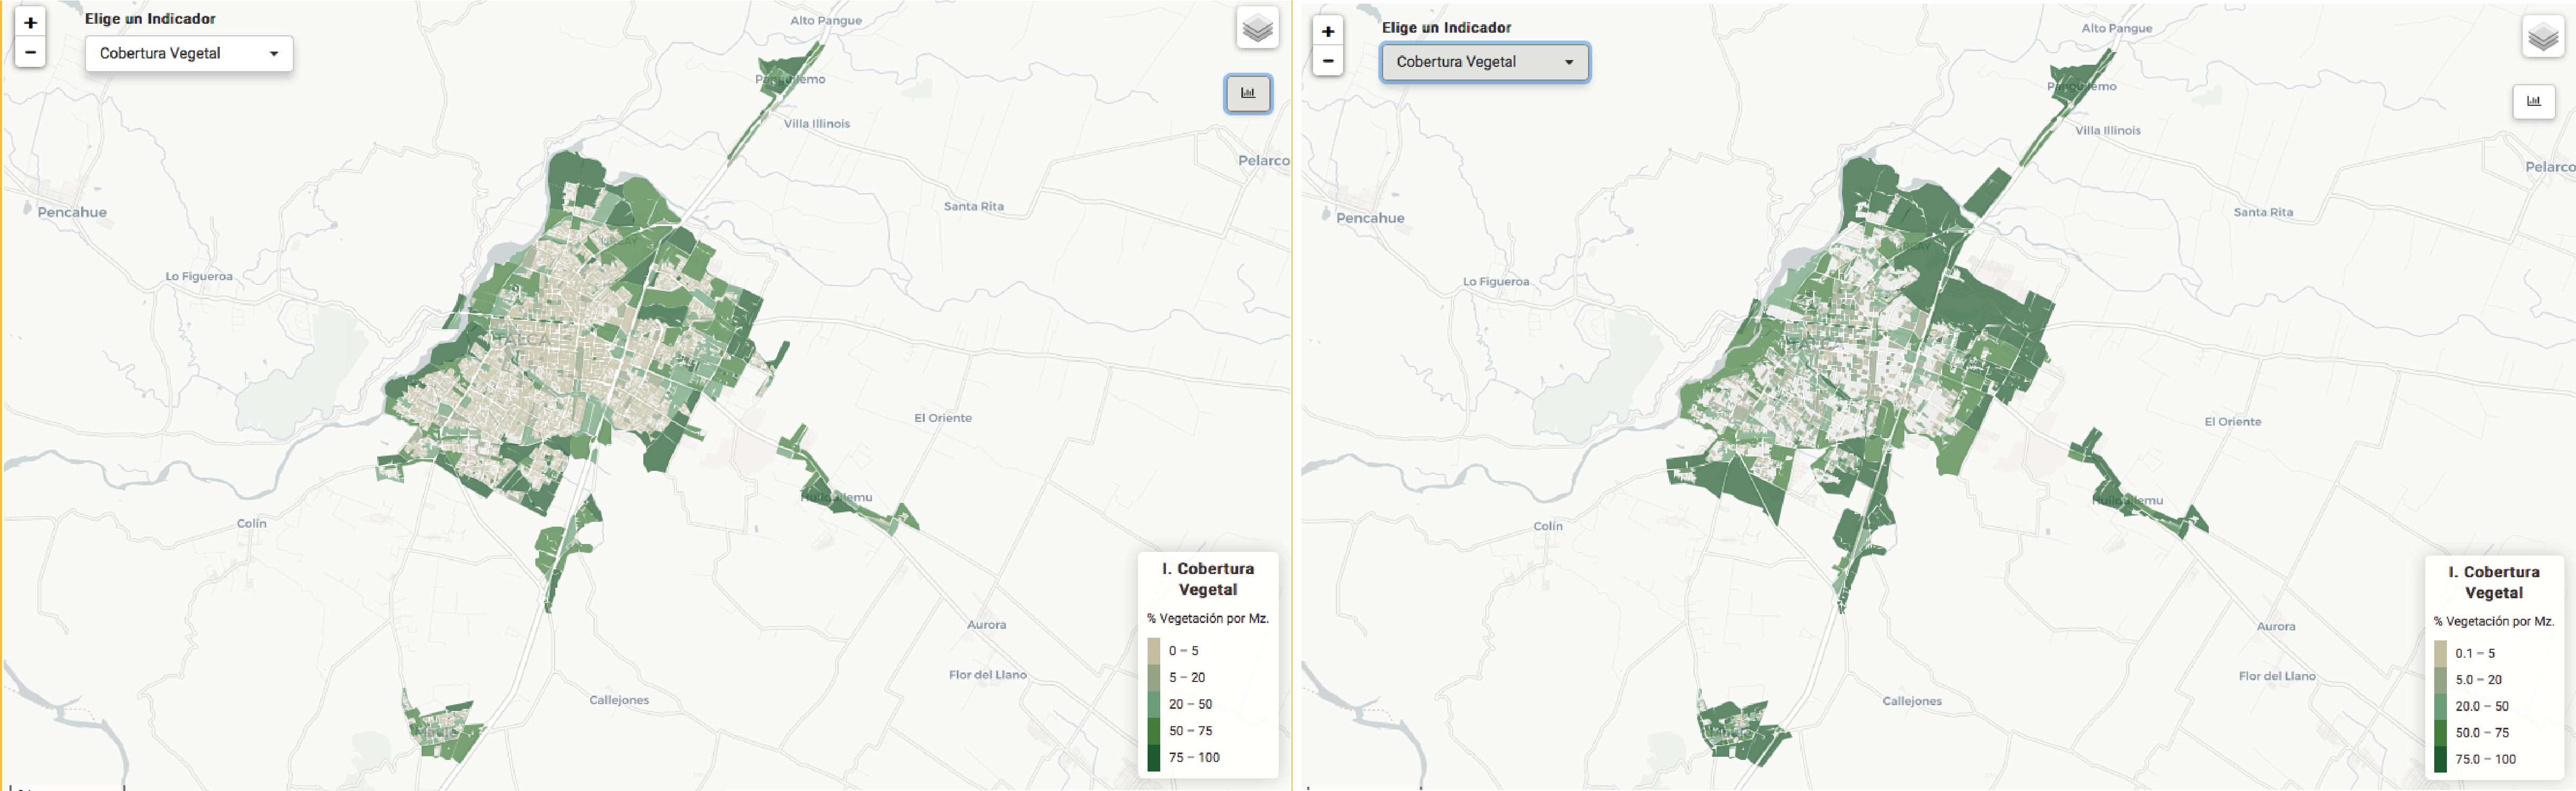 +
−
Elige un Indicador
Cobertura Vegetal
Alto Pangue
Villa Illinois
Pelarco
Santa Rita
Pencahue
Lo Figueroa
TALCA
El Oriente
Colín
Aurora
Flor del Llano
Callejones
I. Cobertura
Vegetal
% Vegetación por Mz.
0 – 5
5 – 20
20 – 50
50 – 75
75 – 100
+
−
Elige un Indicador
Cobertura Vegetal
Alto Pangue
Villa Illinois
Pelarco
Santa Rita
Pencahue
Lo Figueroa
El Oriente
Colín
Aurora
Flor del Llano
Callejones
I. Cobertura
Vegetal
% Vegetación por Mz.
0.1 – 5
5.0 – 20
20.0 – 50
50.0 – 75
75.0 – 100